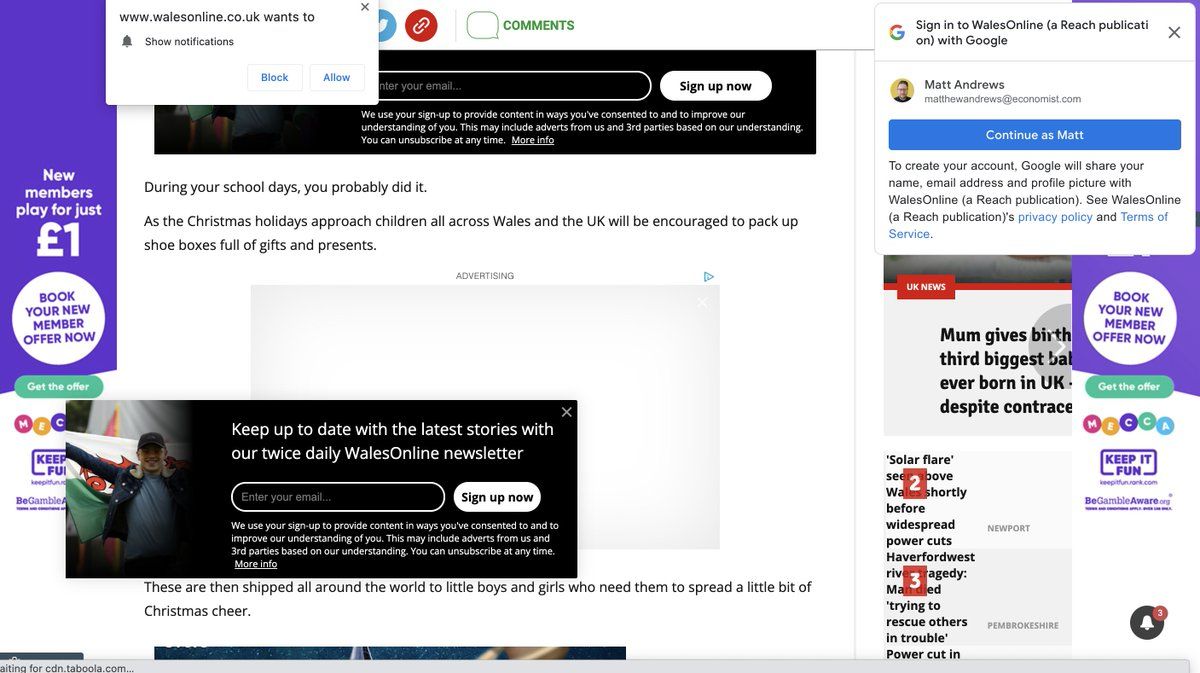 www.walesonline.co.uk wants to
Show notifications
Block
Allow
COMMENTS
nter your email...
Sign up now
We use your sign-up to provide content in ways you've consented to and to improve our
understanding of you. This may include adverts from us and 3rd parties based on our understanding.
You can unsubscribe at any time. More info
Sign in to WalesOnline (a Reach publicati
on) with Google
Matt Andrews
matthewandrews@economist.com
Continue as Matt
To create your account, Google will share your
name, email address and profile picture with
WalesOnline (a Reach publication). See WalesOnline
(a Reach publication)'s privacy policy and Terms of
Service.
New
members
play for just
£1
BOOK
YOUR NEW
MEMBER
OFFER NOW
Get the offer
MEC
KEEP
FUN
keepitfun.rank.com
BeGambleA
During your school days, you probably did it.
As the Christmas holidays approach children all across Wales and the UK will be encouraged to pack up
shoe boxes full of gifts and presents.
ADVERTISING
Keep up to date with the latest stories with
our twice daily WalesOnline newsletter
Enter your email...
Sign up now
We use your sign-up to provide content in ways you've consented to and to
improve our understanding of you. This may include adverts from us and
3rd parties based on our understanding. You can unsubscribe at any time.
More info
These are then shipped all around the world to little boys and girls who need them to spread a little bit of
Christmas cheer.
UK NEWS
Mum gives birth
third biggest bab
ever born in UK -
despite contrace
'Solar flare'
seen above
Wales shortly
before
widespread
power cuts
2
NEWPORT
Haverfordwest
river tragedy:
Man died
'trying to
rescue others
in trouble'
3
PEMBROKESHIRE
Power cut in
BOOK
YOUR NEW
MEMBER
OFFER NOW
Get the offer
MECCA
KEEP IT
FUN
keepitfun.rank.com
BeGambleAware.org
3
aiting for cdn.taboola.com...